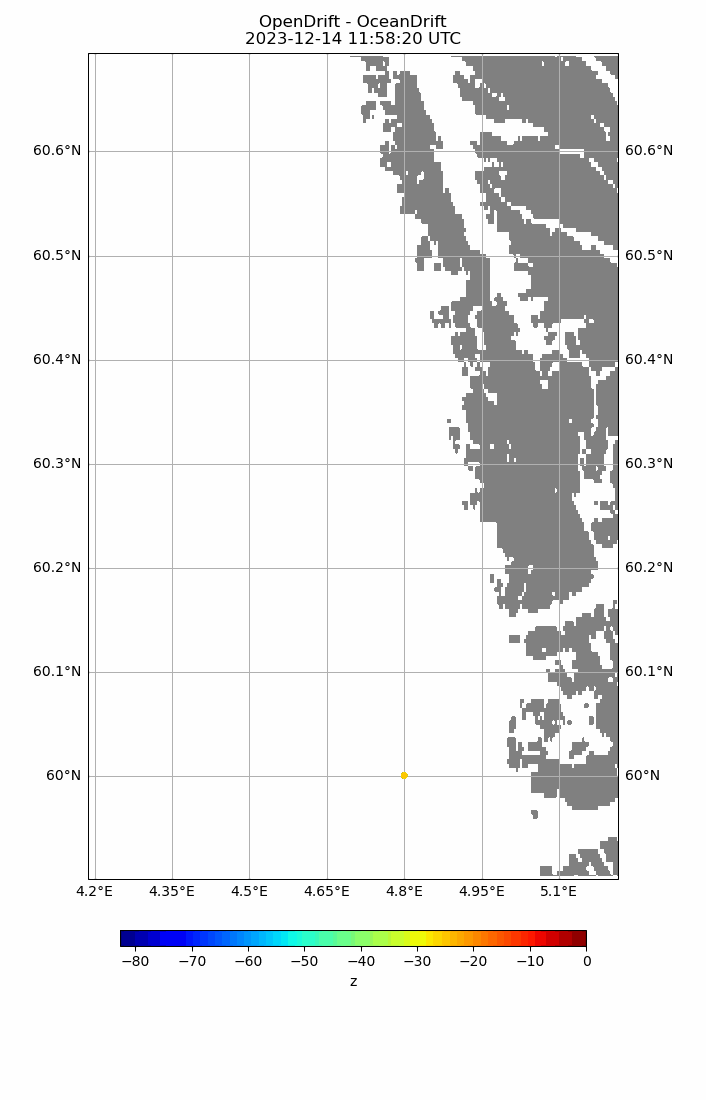 OpenDrift - OceanDrift
2023-12-14 11:58:20 UTC
60.6°N 60.6°N
60.5°N 60.5°N
60.4°N 60.4°N
60.3°N 60.3°N
60.2°N 60.2°N
60.1°N 60.1°N
60°N 60°N
4.2°E 4.35°E 4.5°E 4.65°E 4.8°E 4.95°E 5.1°E
−80 −70 −60 −50 −40 −30 −20 −10 0
z